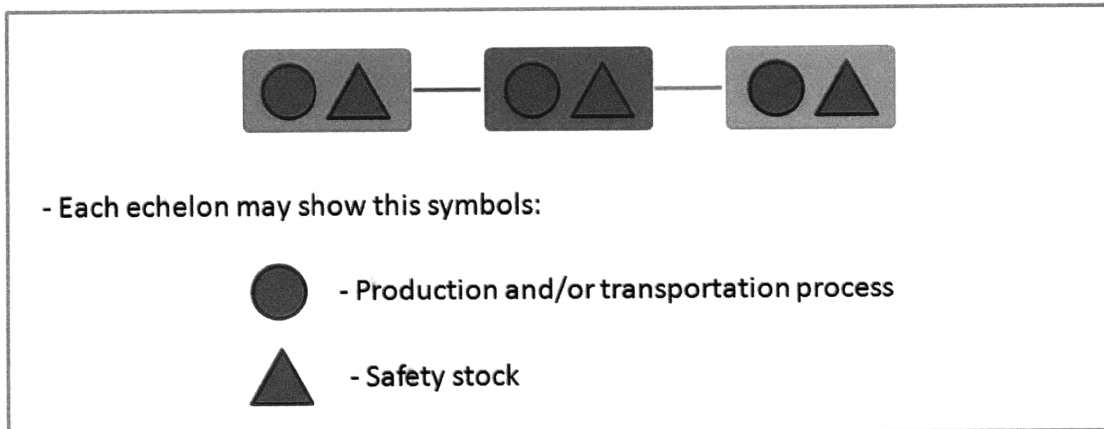 - Each echelon may show this symbols:
- Production and/or transportation process
- Safety stock